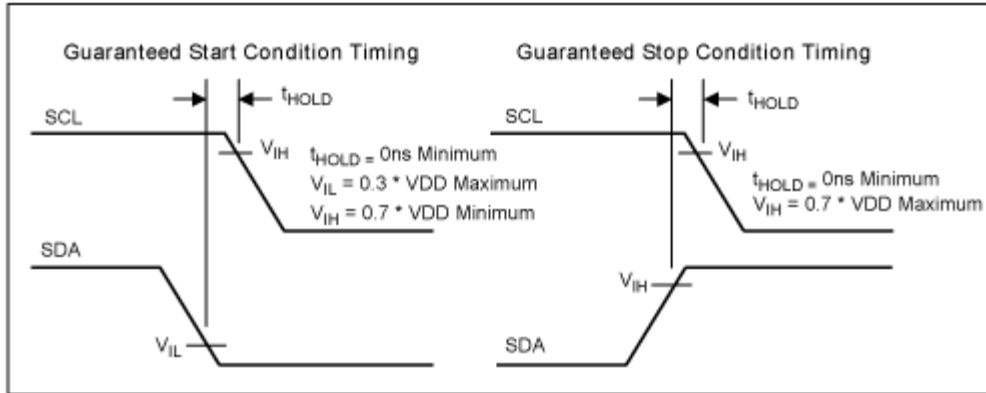 Guaranteed Start Condition Timing
tHOLD
SCL
VIH
tHOLD = 0ns Minimum
VIL = 0.3 * VDD Maximum
VIH = 0.7 * VDD Minimum
SDA
VIL
Guaranteed Stop Condition Timing
tHOLD
SCL
VIH
tHOLD = 0ns Minimum
VIH = 0.7 * VDD Maximum
VIH
SDA